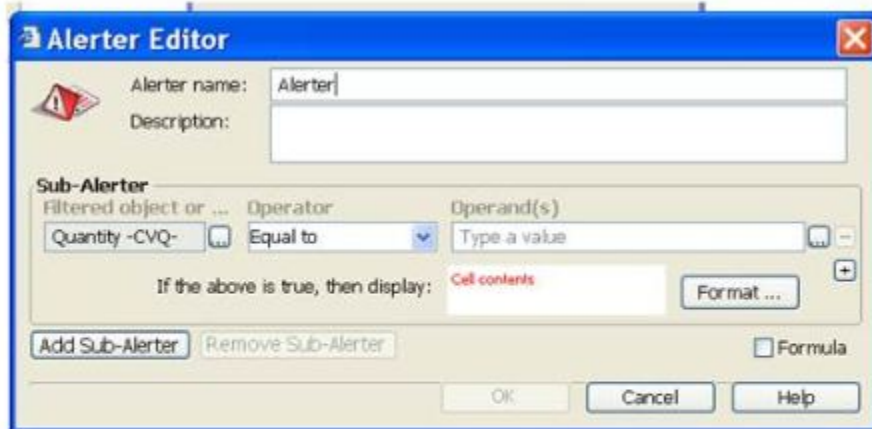 Alerter Editor
Alerter name: Alerter
Description:
Sub-Alerter
Filtered object or ... Operator Operand(s)
Quantity -CVQ- ... Equal to Type a value ... -
+
If the above is true, then display: Cell contents Format ...
Add Sub-Alerter Remove Sub-Alerter Formula
OK Cancel Help